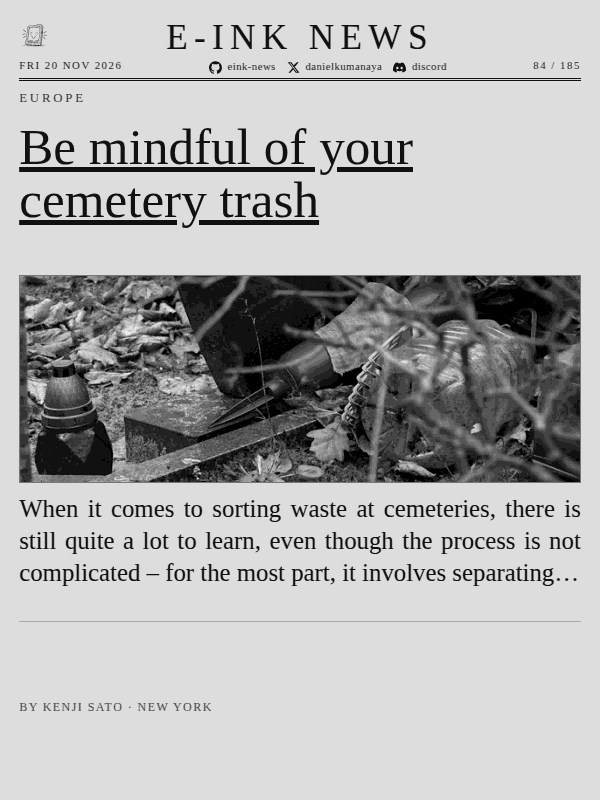 E-INK NEWS
FRI 20 NOV 2026
eink-news danielkumanaya discord
84 / 185
EUROPE
Be mindful of your
cemetery trash
When it comes to sorting waste at cemeteries, there is
still quite a lot to learn, even though the process is not
complicated – for the most part, it involves separating…
BY KENJI SATO · NEW YORK